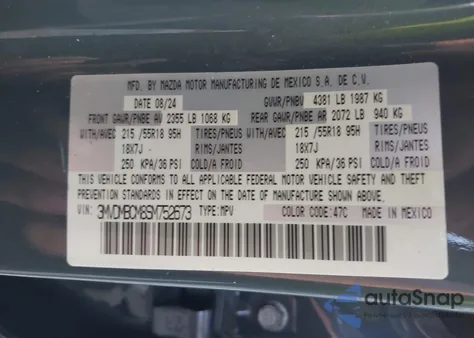 MFD. BY MAZDA MOTOR MANUFACTURING DE MEXICO S.A. DE C.V.
DATE 08/24 GVWR/PNBV 4381 LB 1987 KG
FRONT GAWR/PNBE AV 2355 LB 1068 KG REAR GAWR/PNBE AR 2072 LB 940 KG
WITH/AVEC 215 /55R18 95H TIRES/PNEUS WITH/AVEC 215 /55R18 95H TIRES/PNEUS
18X7J RIMS/JANTES 18X7J RIMS/JANTES
250 KPA/36 PSI COLD/A FROID 250 KPA/36 PSI COLD/A FROID
THIS VEHICLE CONFORMS TO ALL APPLICABLE FEDERAL MOTOR VEHICLE SAFETY AND THEFT
PREVENTION STANDARDS IN EFFECT ON THE DATE OF MANUFACTURE SHOWN ABOVE.
VIN: 3MVDMBCM8SM752573 TYPE: MPV COLOR CODE: 47C MADE IN MEXICO
autoSnap